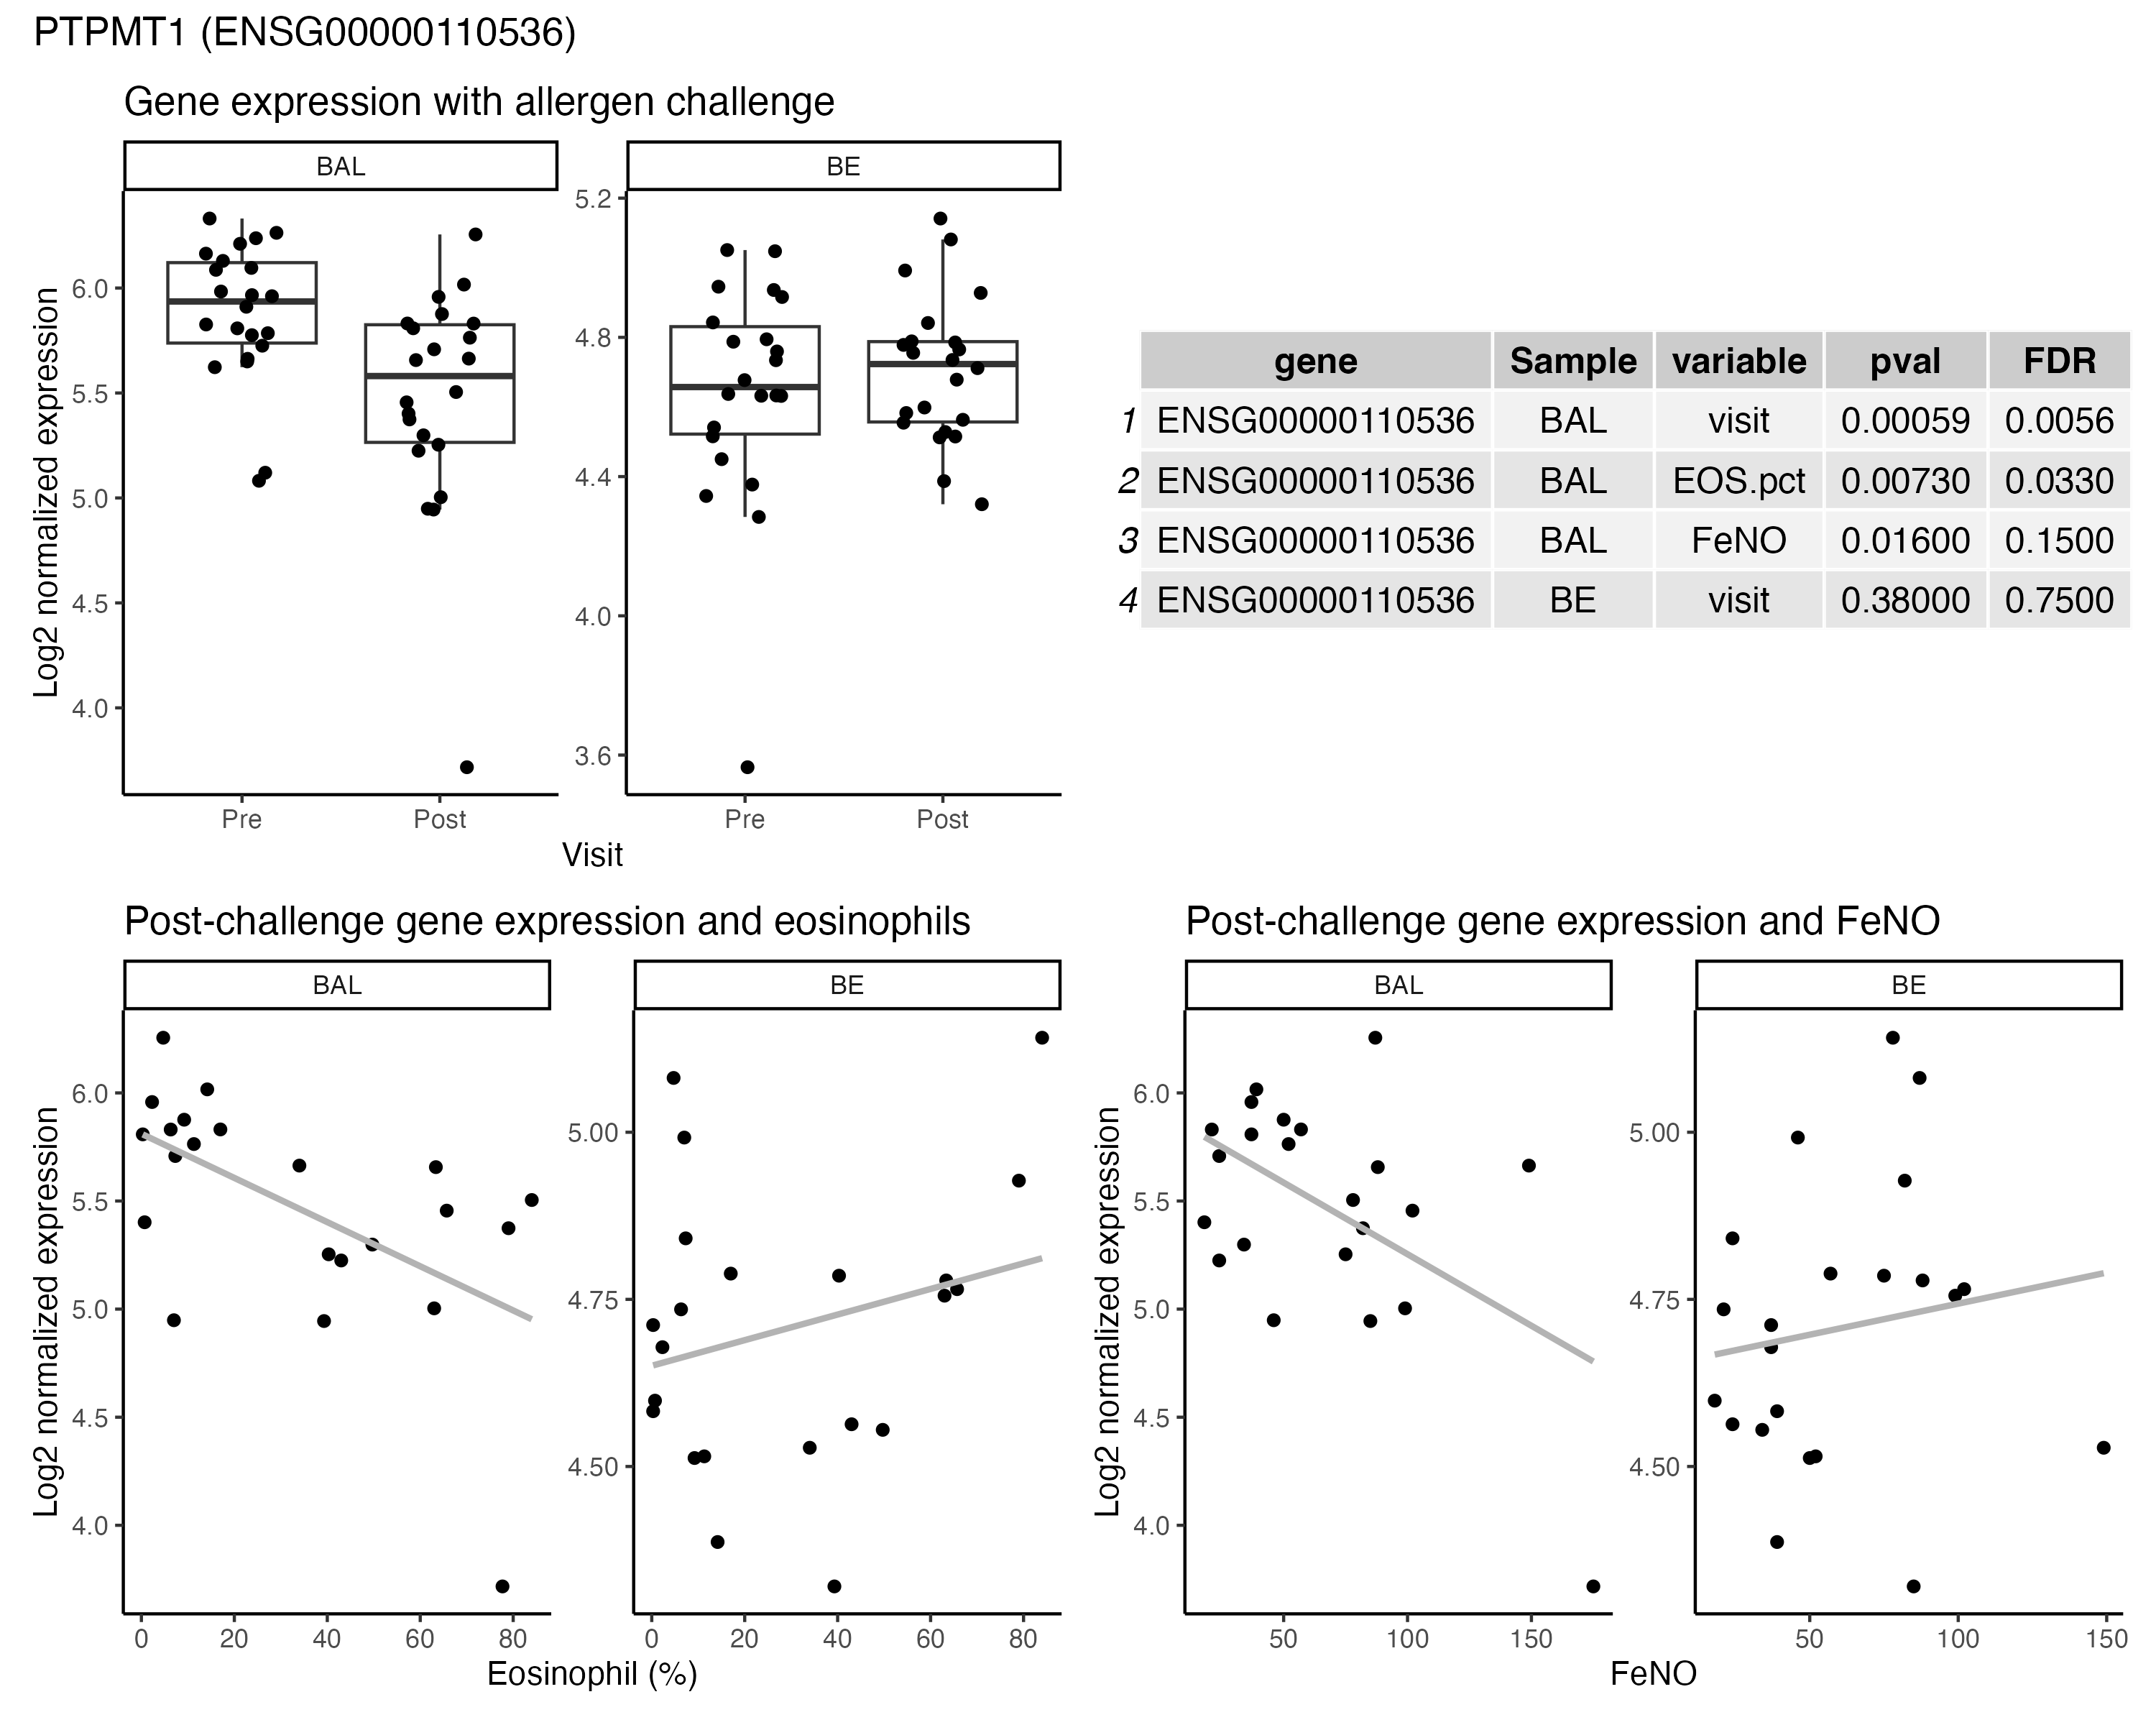 PTPMT1 (ENSG00000110536)
Gene expression with allergen challenge
BAL
BE
Log2 normalized expression
6.0
5.5
5.0
4.5
4.0
5.2
4.8
4.4
4.0
3.6
Pre
Post
Pre
Post
Visit
gene Sample variable pval FDR
1 ENSG00000110536 BAL visit 0.00059 0.0056
2 ENSG00000110536 BAL EOS.pct 0.00730 0.0330
3 ENSG00000110536 BAL FeNO 0.01600 0.1500
4 ENSG00000110536 BE visit 0.38000 0.7500
Post-challenge gene expression and eosinophils
BAL
BE
Log2 normalized expression
6.0
5.5
5.0
4.5
4.0
5.00
4.75
4.50
0 20 40 60 80
0 20 40 60 80
Eosinophil (%)
Post-challenge gene expression and FeNO
BAL
BE
Log2 normalized expression
6.0
5.5
5.0
4.5
4.0
5.00
4.75
4.50
50 100 150
50 100 150
FeNO